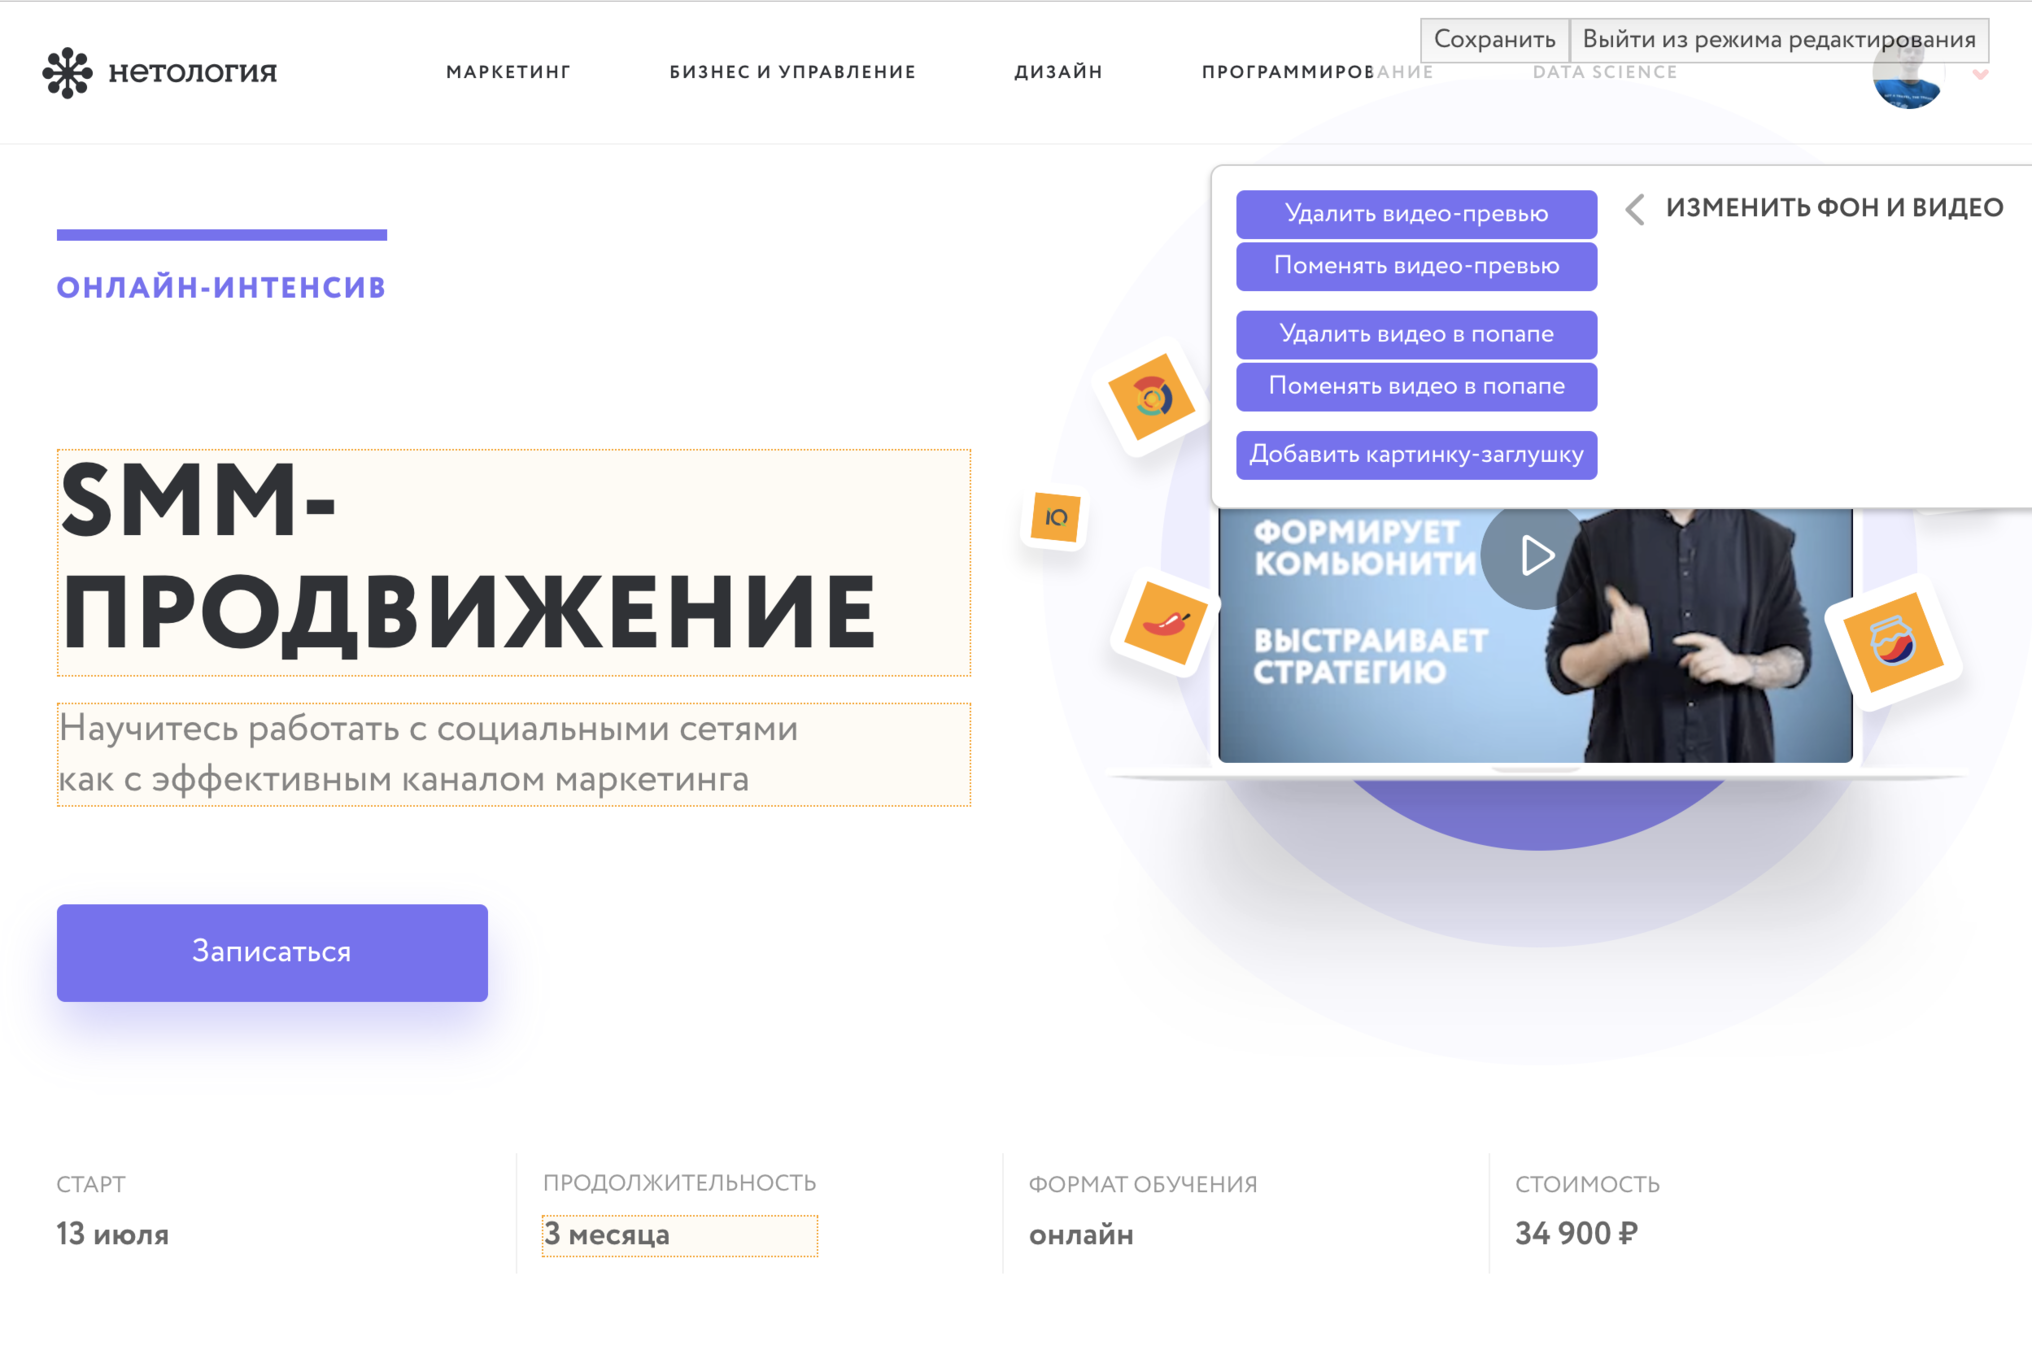 Сохранить
Выйти из режима редактирования
нетология
МАРКЕТИНГ
БИЗНЕС И УПРАВЛЕНИЕ
ДИЗАЙН
ПРОГРАММИРОВАНИЕ
DATA SCIENCE
ОНЛАЙН-ИНТЕНСИВ
SMM-
ПРОДВИЖЕНИЕ
Научитесь работать с социальными сетями
как с эффективным каналом маркетинга
Записаться
Удалить видео-превью
Поменять видео-превью
Удалить видео в попапе
Поменять видео в попапе
Добавить картинку-заглушку
ИЗМЕНИТЬ ФОН И ВИДЕО
ФОРМИРУЕТ
КОМЬЮНИТИ
ВЫСТРАИВАЕТ
СТРАТЕГИЮ
СТАРТ
13 июля
ПРОДОЛЖИТЕЛЬНОСТЬ
3 месяца
ФОРМАТ ОБУЧЕНИЯ
онлайн
СТОИМОСТЬ
34 900 ₽